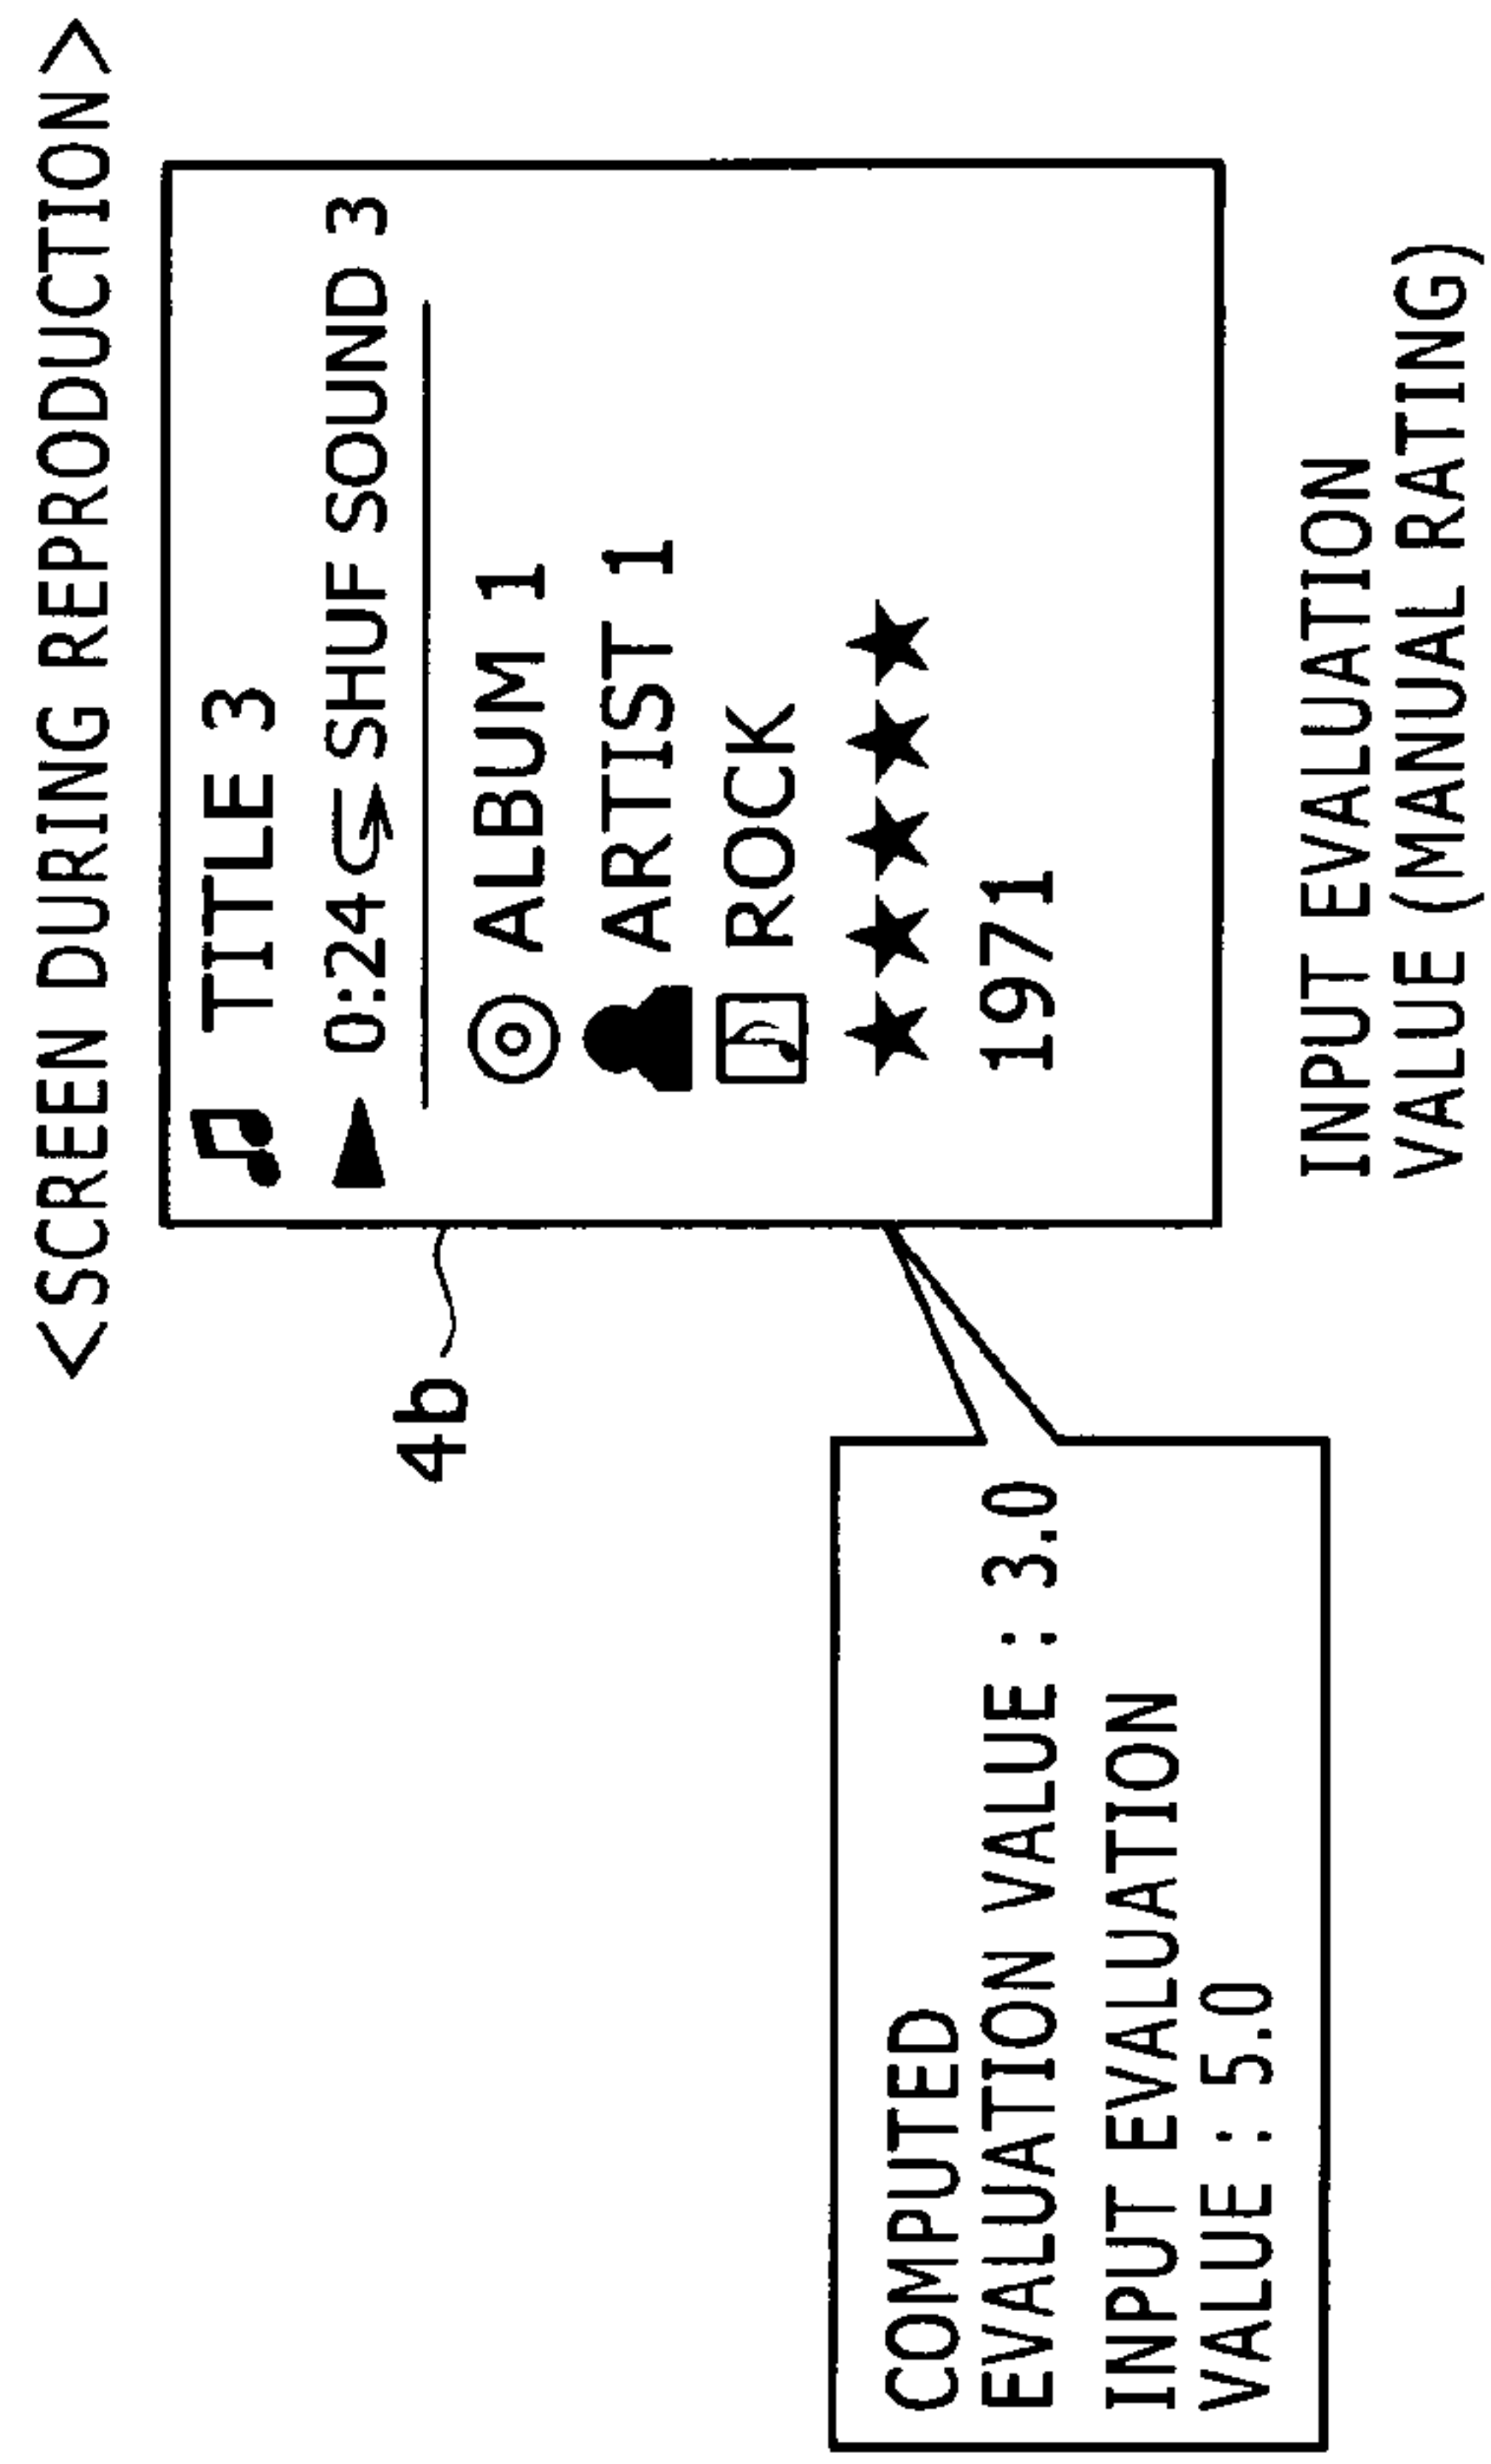 <SCREEN DURING REPRODUCTION>
TITLE 3
0:24 SHUF SOUND 3
ALBUM 1
ARTIST 1
ROCK
★★★★★
1971
4b
COMPUTED
EVALUATION VALUE : 3.0
INPUT EVALUATION
VALUE : 5.0
INPUT EVALUATION
VALUE (MANUAL RATING)